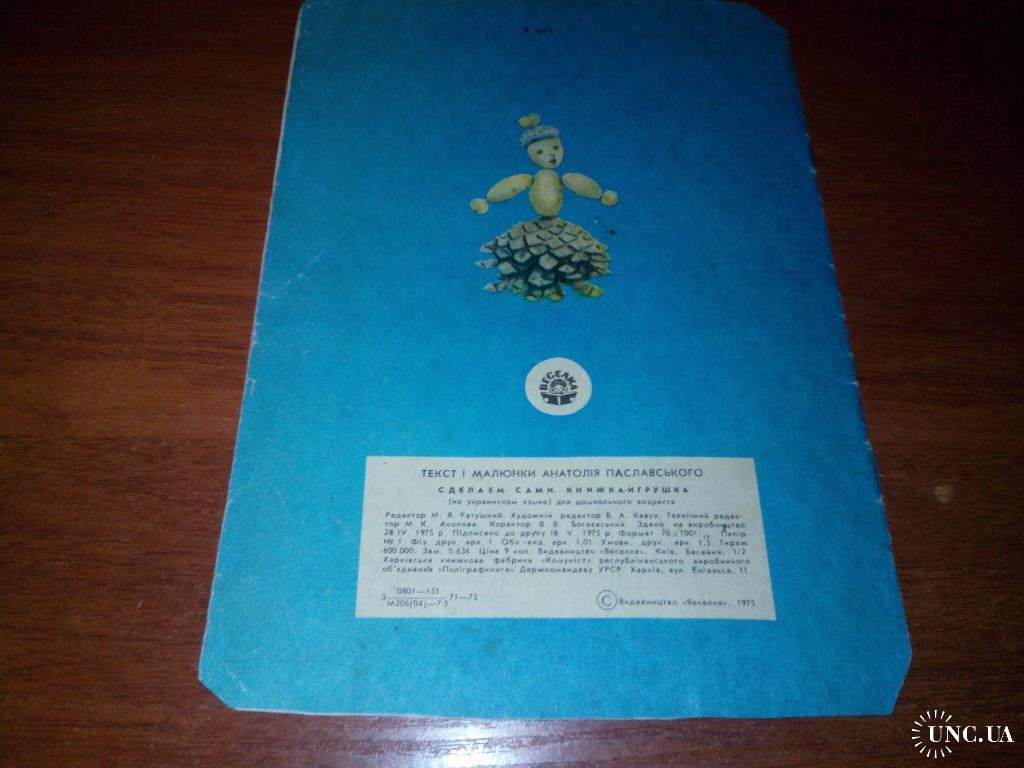 ВЕСЕЛКА
ТЕКСТ І МАЛЮНКИ АНАТОЛІЯ ПАСЛАВСЬКОГО
СДЕЛАЕМ САМИ. КНИЖКА-ИГРУШКА
(на украинском языке) для дошкольного возраста
Редактор М. Я. Ратушний. Художній редактор В. А. Кавун. Технічний редак-
тор М. К. Акопова. Коректор В. В. Богаєвський. Здано на виробництво
28. IV. 1975 р. Підписано до друку 18. V. 1975 р. Формат 70×100¹/₁₆. Папір
№ 1. Фіз. друк. арк. 1. Обл.-вид. арк. 1,01. Умовн. друк. арк. 1,3. Тираж
600 000. Зам. 5-636. Ціна 9 коп. Видавництво «Веселка», Київ, Басейна, 1/2
Харківська книжкова фабрика «Комуніст» республіканського виробничого
об'єднання «Поліграфкнига» Держкомвидаву УРСР. Харків, вул. Енгельса, 11.
З 0801—151
М206(04)—75 71—75
© Видавництво «Веселка», 1975
UNC.UA